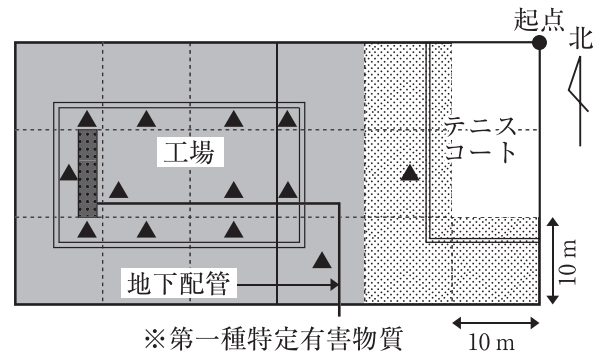 起点
北
テニス
コート
工場
10 m
地下配管
10 m
※第一種特定有害物質